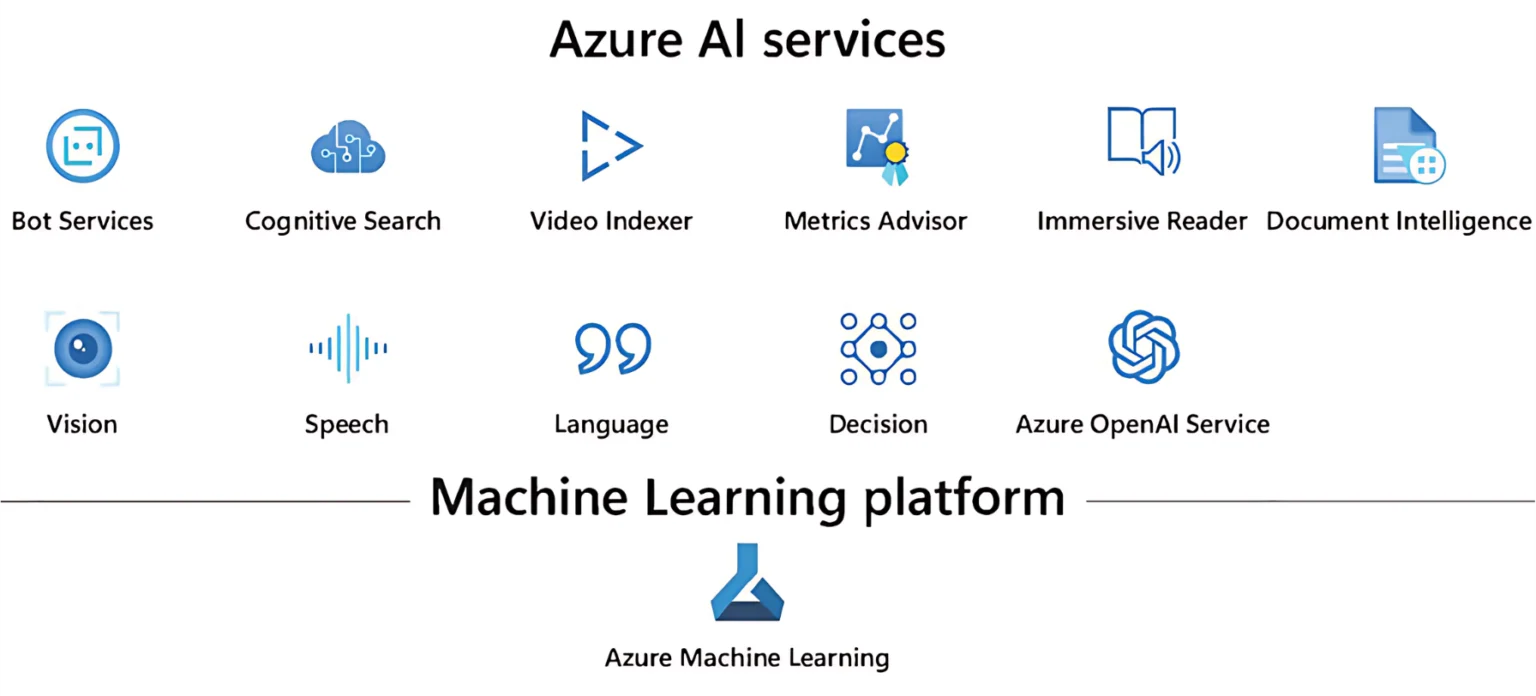 Azure AI services
Bot Services
Cognitive Search
Video Indexer
Metrics Advisor
Immersive Reader
Document Intelligence
Vision
Speech
Language
Decision
Azure OpenAI Service
Machine Learning platform
Azure Machine Learning